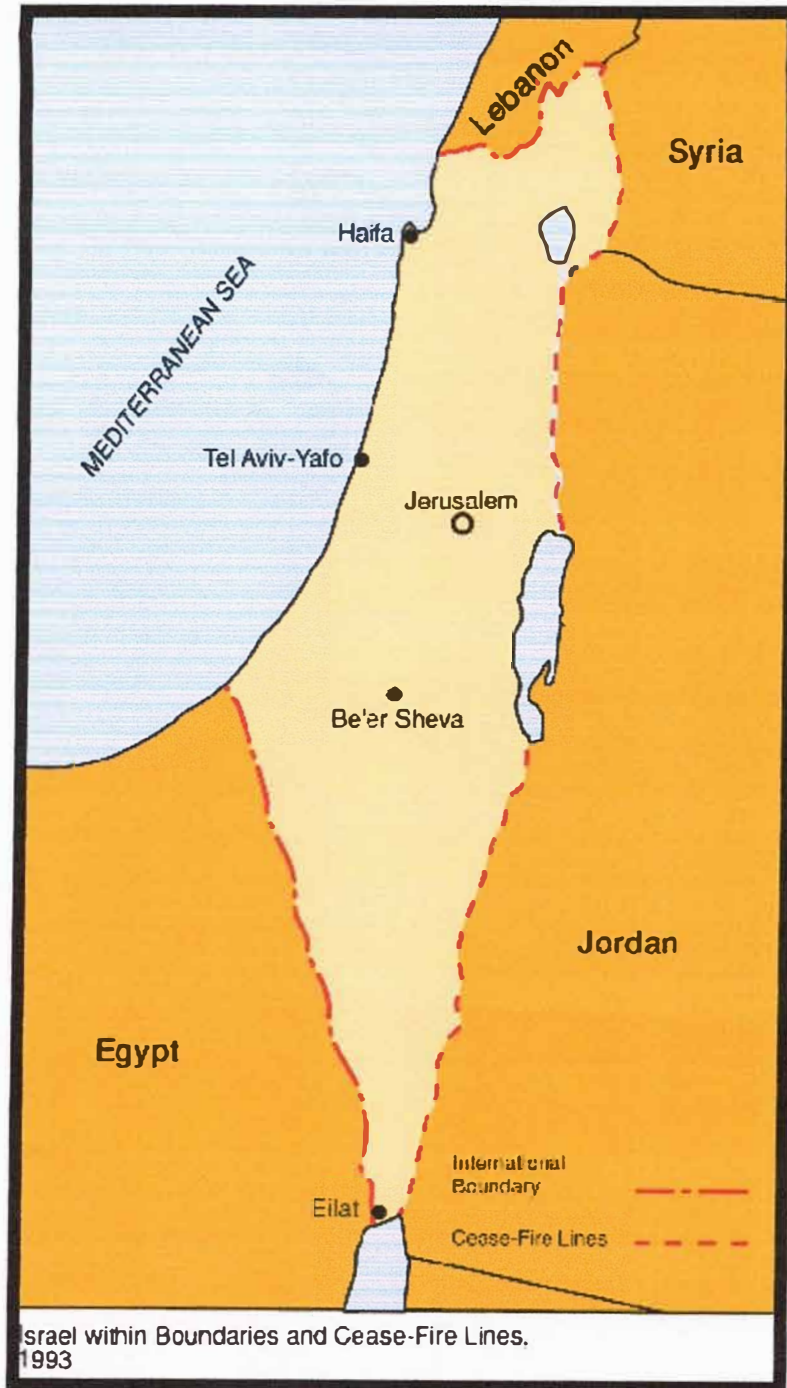 Lebanon
Syria
Haifa
MEDITERRANEAN SEA
Tel Aviv-Yafo
Jerusalem
Be'er Sheva
Jordan
Egypt
International
Boundary
Eilat
Cease-Fire Lines
Israel within Boundaries and Cease-Fire Lines,
1993